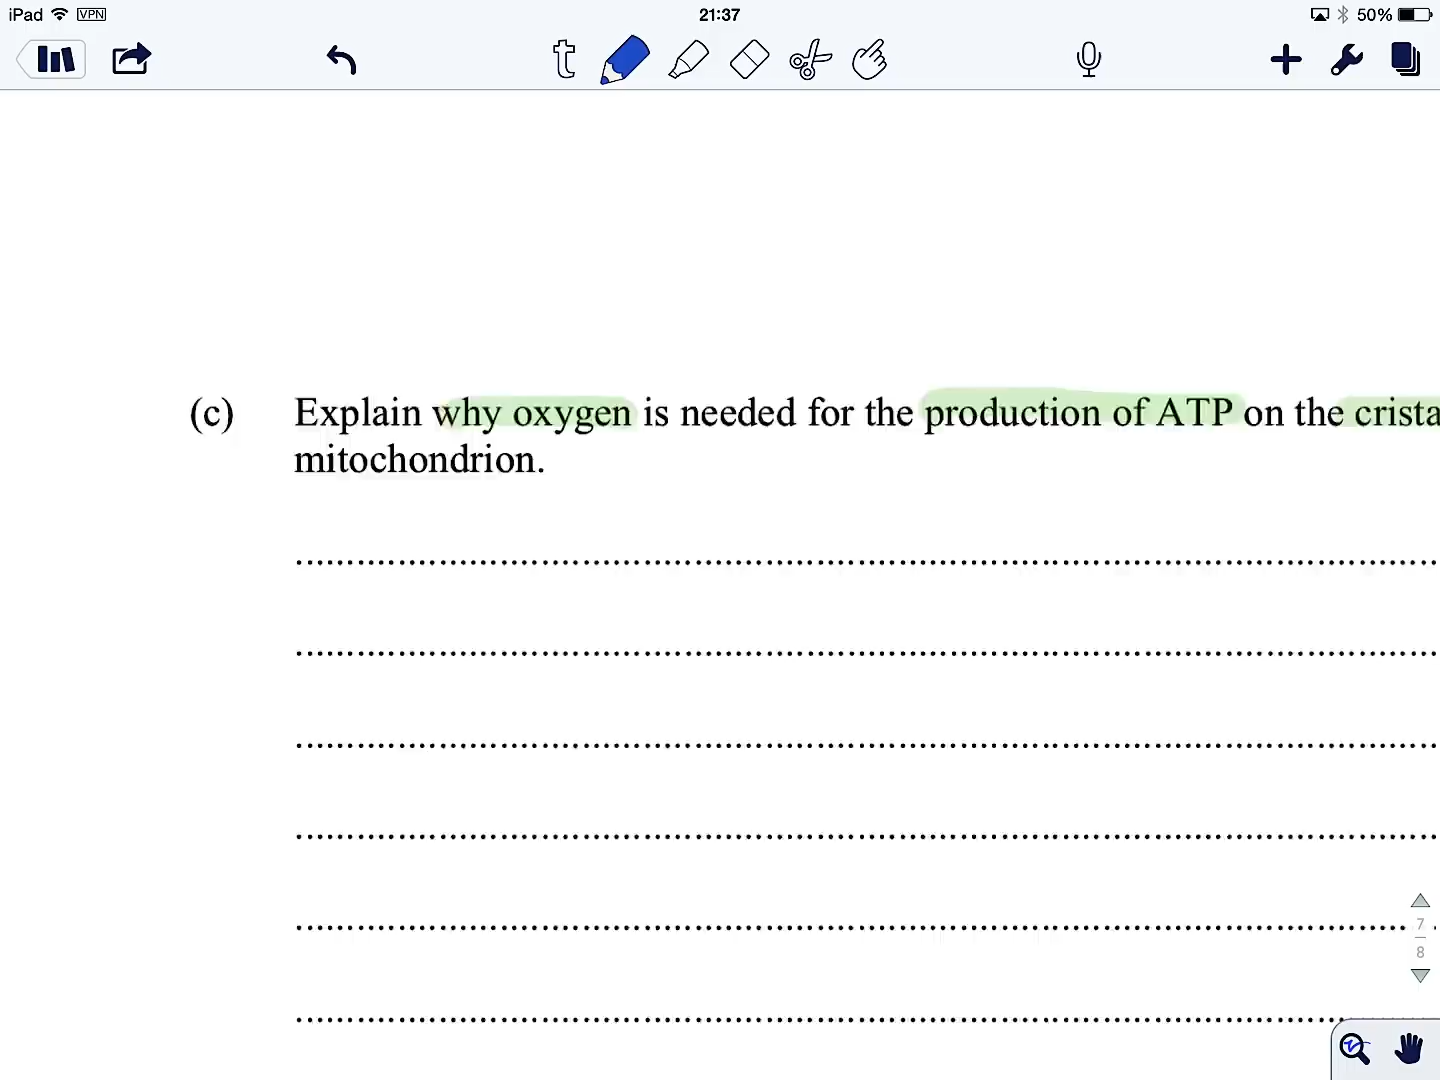 iPad VPN 21:37 50%
t
(c) Explain why oxygen is needed for the production of ATP on the crista
mitochondrion.
7
8